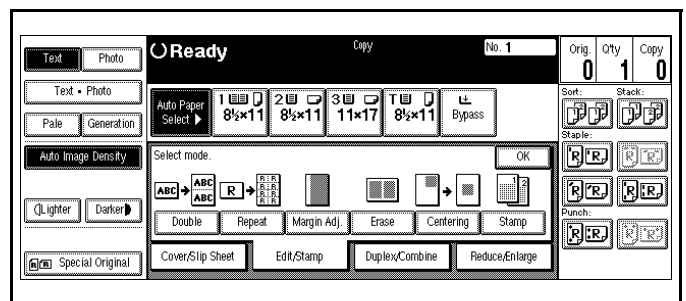 Text Photo
Text • Photo
Pale Generation
Auto Image Density
Lighter Darker
Special Original
Ready Copy No. 1
Auto Paper Select ▶
1 8½×11
2 8½×11
3 11×17
T 8½×11
Bypass
Select mode. OK
ABC ABC ABC
R R R R R R R
1 2
Double Repeat Margin Adj. Erase Centering Stamp
Cover/Slip Sheet Edit/Stamp Duplex/Combine Reduce/Enlarge
Orig. Q'ty Copy
0 1 0
Sort: Stack:
Staple:
R R R R
R R R R
Punch:
R R R R